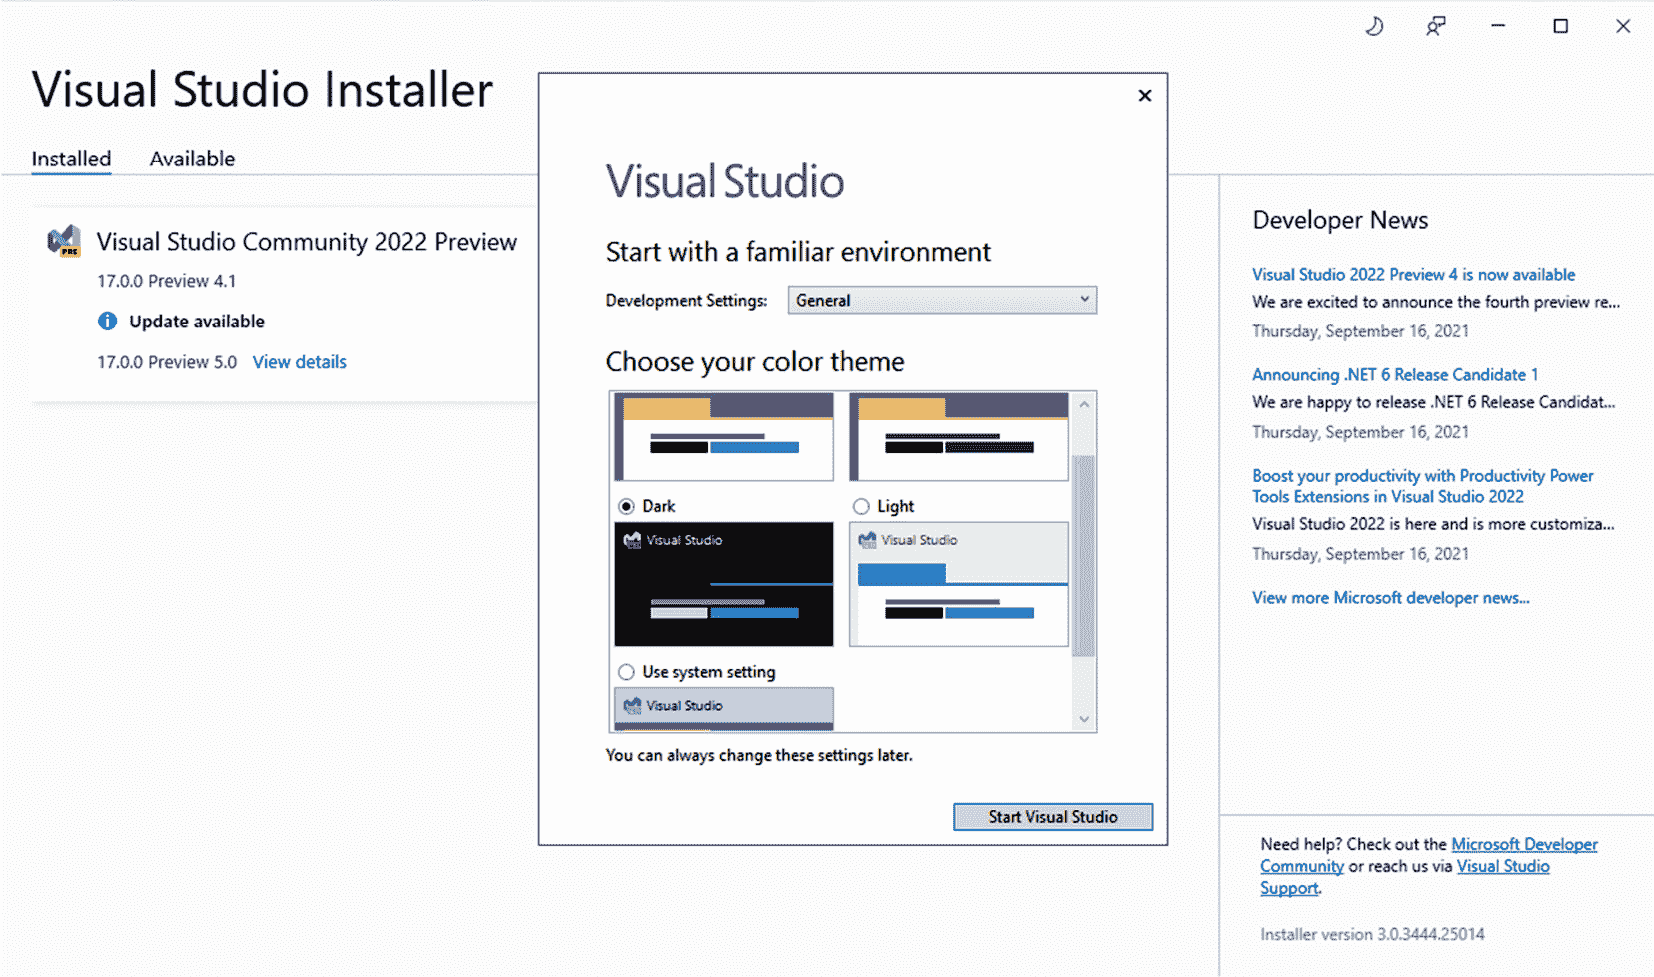 Visual Studio Installer
Installed
Available
Visual Studio Community 2022 Preview
17.0.0 Preview 4.1
Update available
17.0.0 Preview 5.0 View details
Visual Studio
Start with a familiar environment
Development Settings: General
Choose your color theme
Dark
Light
Visual Studio
Visual Studio
Use system setting
Visual Studio
You can always change these settings later.
Start Visual Studio
Developer News
Visual Studio 2022 Preview 4 is now available
We are excited to announce the fourth preview re...
Thursday, September 16, 2021
Announcing .NET 6 Release Candidate 1
We are happy to release .NET 6 Release Candidat...
Thursday, September 16, 2021
Boost your productivity with Productivity Power
Tools Extensions in Visual Studio 2022
Visual Studio 2022 is here and is more customiza...
Thursday, September 16, 2021
View more Microsoft developer news...
Need help? Check out the Microsoft Developer
Community or reach us via Visual Studio
Support.
Installer version 3.0.3444.25014